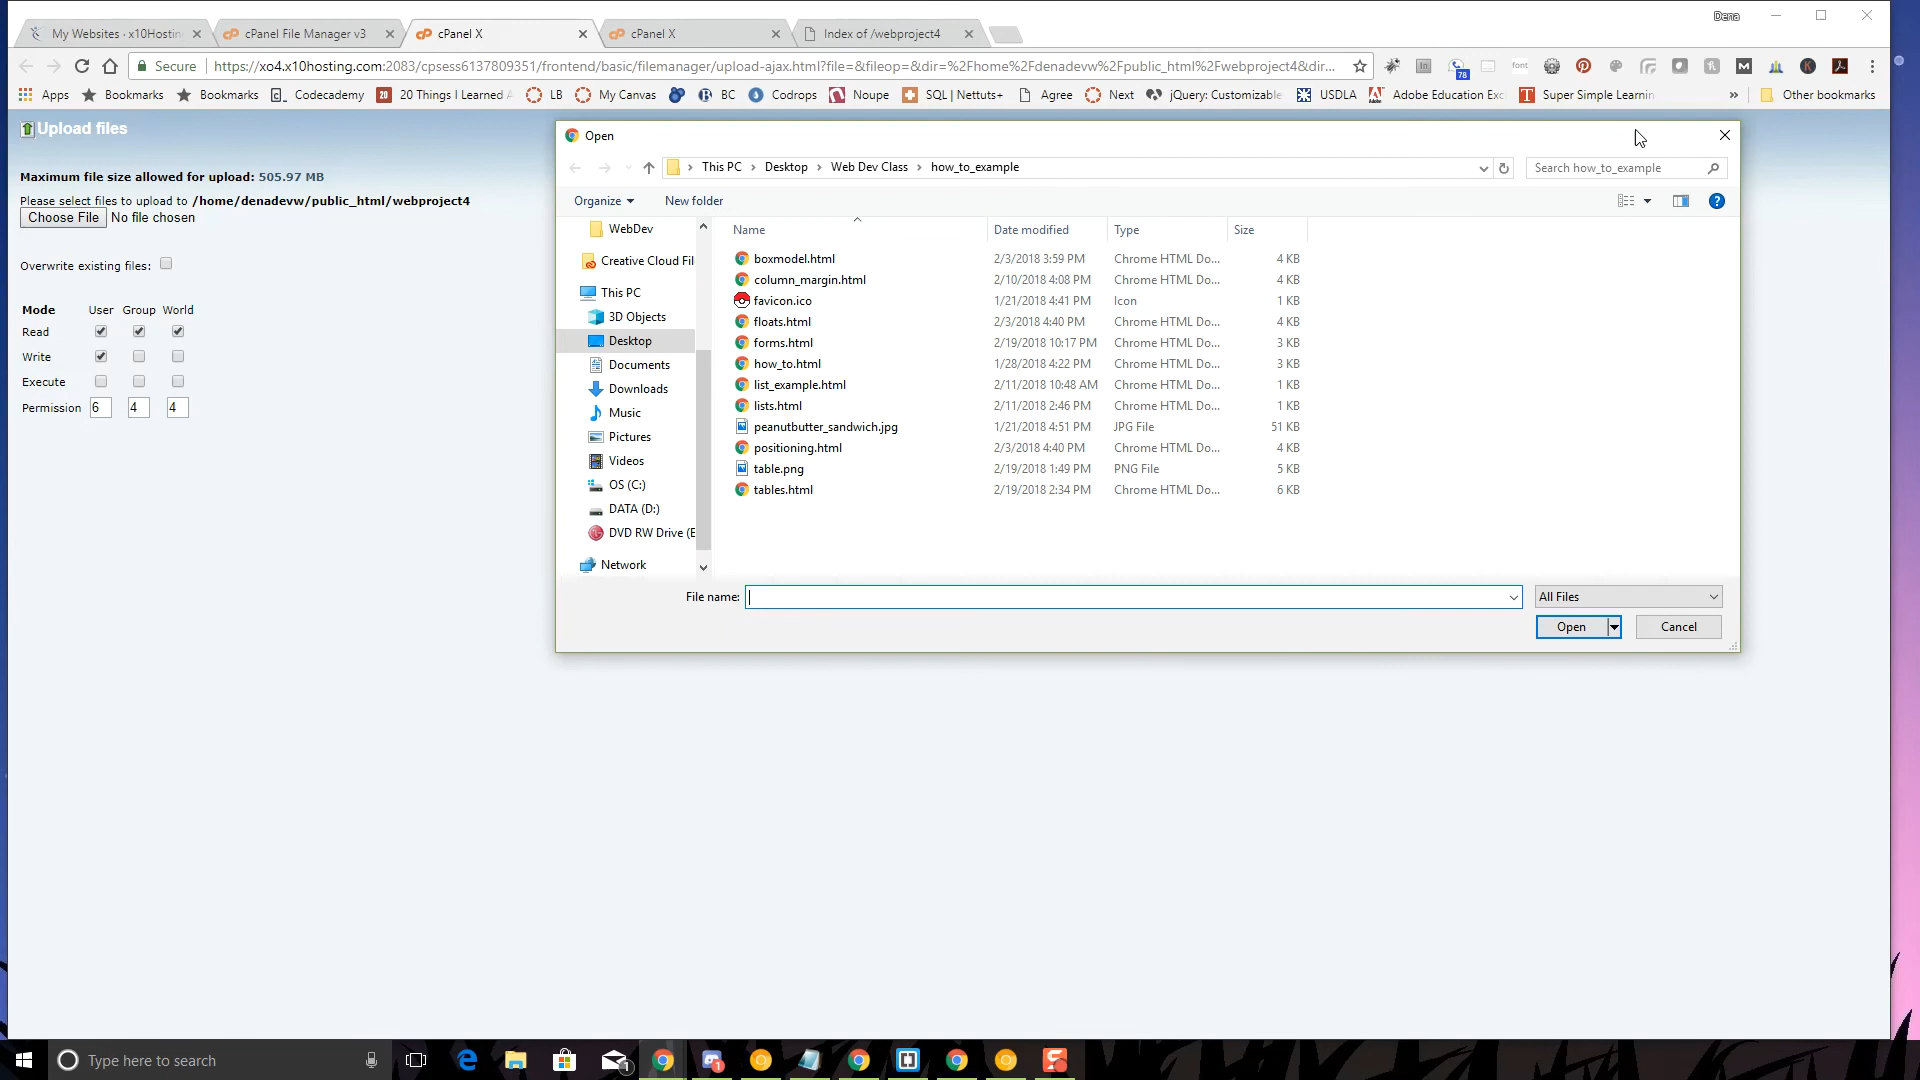 Dena
My Websites - x10Hosting
cPanel File Manager v3
cPanel X
cPanel X
Index of /webproject4
Secure
https://xo4.x10hosting.com:2083/cpsess6137809351/frontend/basic/filemanager/upload-ajax.html?file=&fileop=&dir=%2Fhome%2Fdenadevw%2Fpublic_html%2Fwebproject4&di...
78
Apps Bookmarks Bookmarks Codecademy 20 Things I Learned LB My Canvas BC Codrops Noupe SQL | Nettuts+ Agree Next jQuery: Customizable USDLA Adobe Education Exc Super Simple Learnin » Other bookmarks
Upload files
Maximum file size allowed for upload: 505.97 MB
Please select files to upload to /home/denadevw/public_html/webproject4
Choose File No file chosen
Overwrite existing files:
Mode User Group World
Read
Write
Execute
Permission 6 4 4
Open
This PC › Desktop › Web Dev Class › how_to_example
Search how_to_example
Organize New folder
WebDev
Creative Cloud Fil
This PC
3D Objects
Desktop
Documents
Downloads
Music
Pictures
Videos
OS (C:)
DATA (D:)
DVD RW Drive (E
Network
Name Date modified Type Size
boxmodel.html 2/3/2018 3:59 PM Chrome HTML Do... 4 KB
column_margin.html 2/10/2018 4:08 PM Chrome HTML Do... 4 KB
favicon.ico 1/21/2018 4:41 PM Icon 1 KB
floats.html 2/3/2018 4:40 PM Chrome HTML Do... 4 KB
forms.html 2/19/2018 10:17 PM Chrome HTML Do... 3 KB
how_to.html 1/28/2018 4:22 PM Chrome HTML Do... 3 KB
list_example.html 2/11/2018 10:48 AM Chrome HTML Do... 1 KB
lists.html 2/11/2018 2:46 PM Chrome HTML Do... 1 KB
peanutbutter_sandwich.jpg 1/21/2018 4:51 PM JPG File 51 KB
positioning.html 2/3/2018 4:40 PM Chrome HTML Do... 4 KB
table.png 2/19/2018 1:49 PM PNG File 5 KB
tables.html 2/19/2018 2:34 PM Chrome HTML Do... 6 KB
File name:
All Files
Open
Cancel
Type here to search